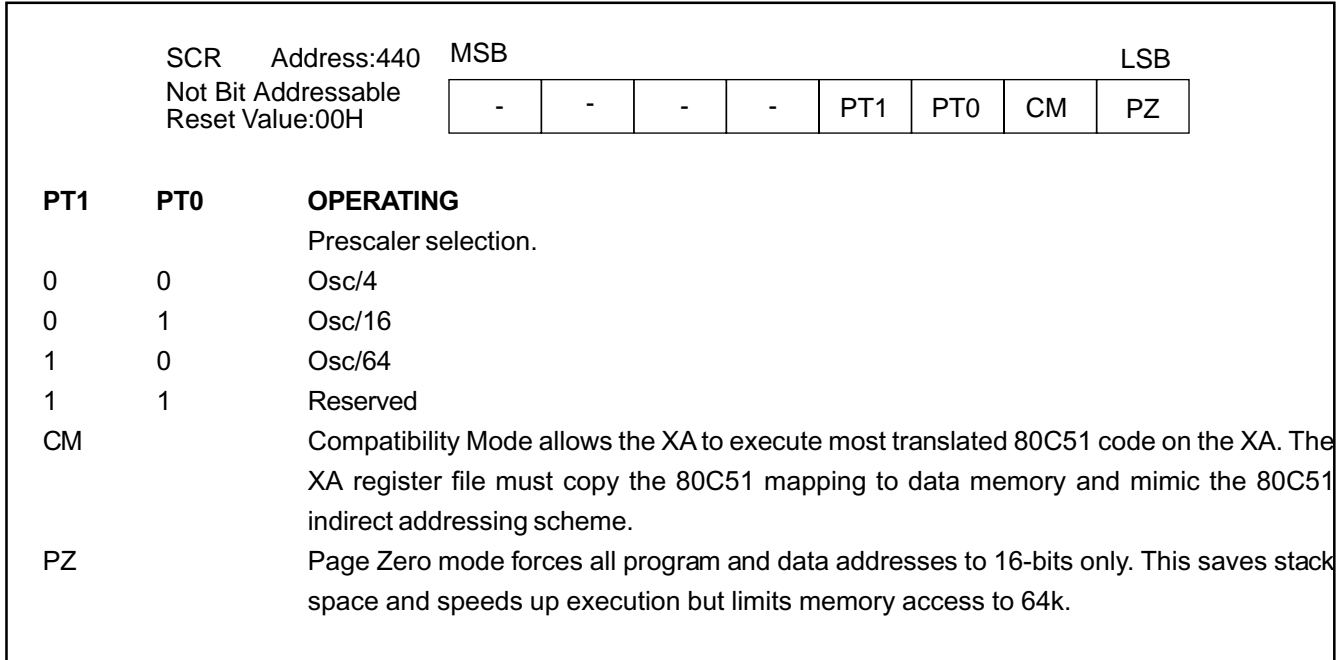 SCR Address:440 MSB LSB
Not Bit Addressable
Reset Value:00H
- - - - PT1 PT0 CM PZ
PT1 PT0 OPERATING
Prescaler selection.
0 0 Osc/4
0 1 Osc/16
1 0 Osc/64
1 1 Reserved
CM Compatibility Mode allows the XA to execute most translated 80C51 code on the XA. The
XA register file must copy the 80C51 mapping to data memory and mimic the 80C51
indirect addressing scheme.
PZ Page Zero mode forces all program and data addresses to 16-bits only. This saves stack
space and speeds up execution but limits memory access to 64k.